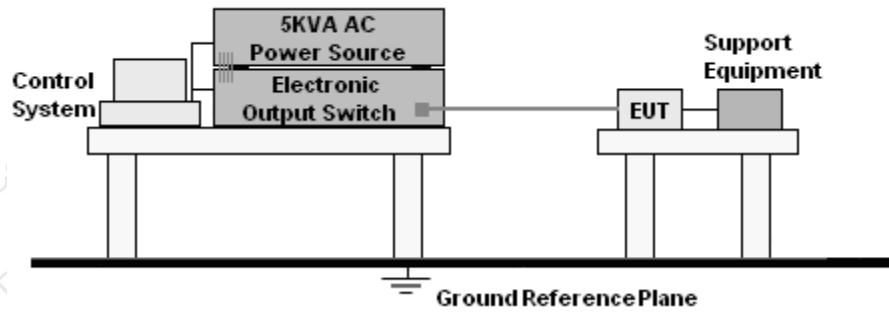 5KVA AC
Power Source
Electronic
Output Switch
Control
System
EUT
Support
Equipment
Ground Reference Plane